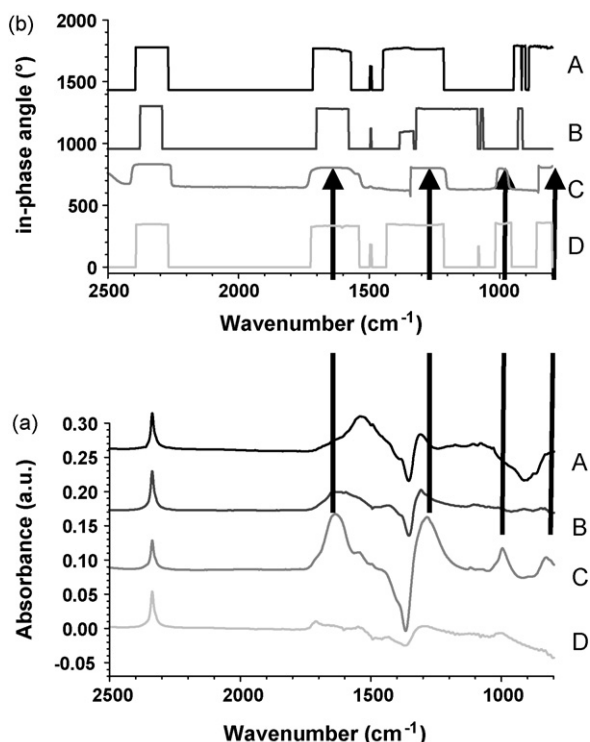 (b)
2000
1500
1000
500
0
in-phase angle (°)
A
B
C
D
2500 2000 1500 1000
Wavenumber (cm⁻¹)
(a)
0.30
0.25
0.20
0.15
0.10
0.05
0.00
-0.05
Absorbance (a.u.)
A
B
C
D
2500 2000 1500 1000
Wavenumber (cm⁻¹)